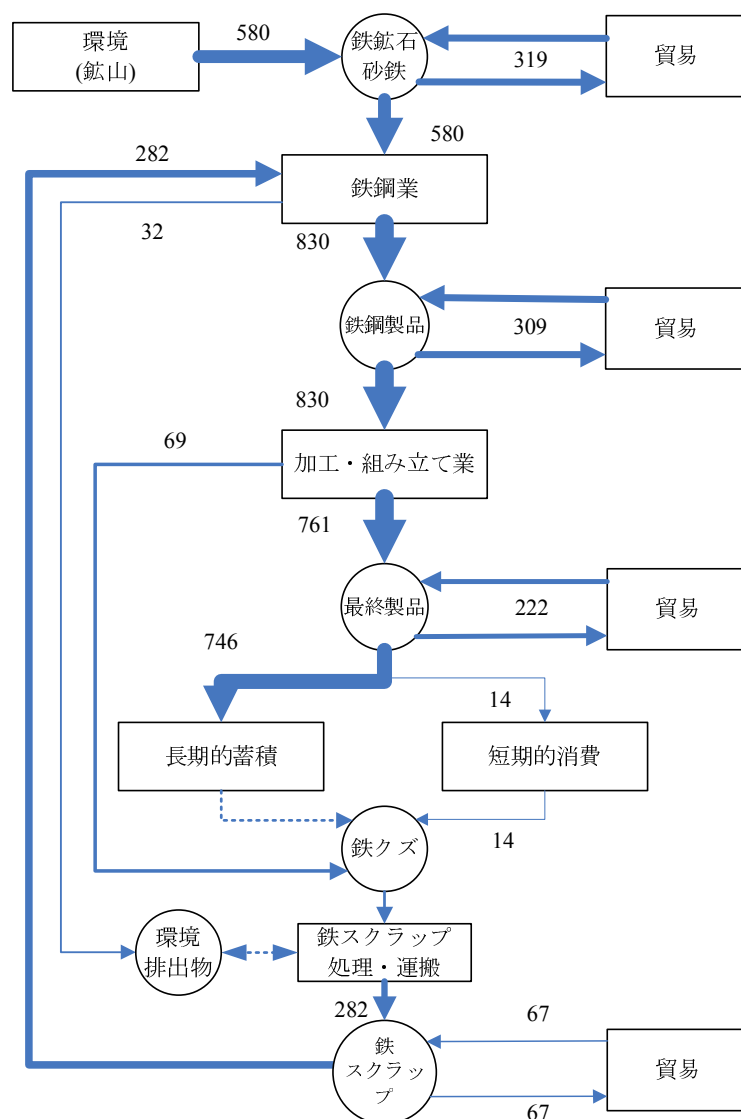 環境
(鉱山)
580
鉄鉱石
砂鉄
319
貿易
580
282
鉄鋼業
32
830
鉄鋼製品
309
貿易
830
69
加工・組み立て業
761
最終製品
222
貿易
746
14
長期的蓄積
短期的消費
鉄クズ
14
環境
排出物
鉄スクラップ
処理・運搬
282
67
鉄
スクラッ
プ
貿易
67